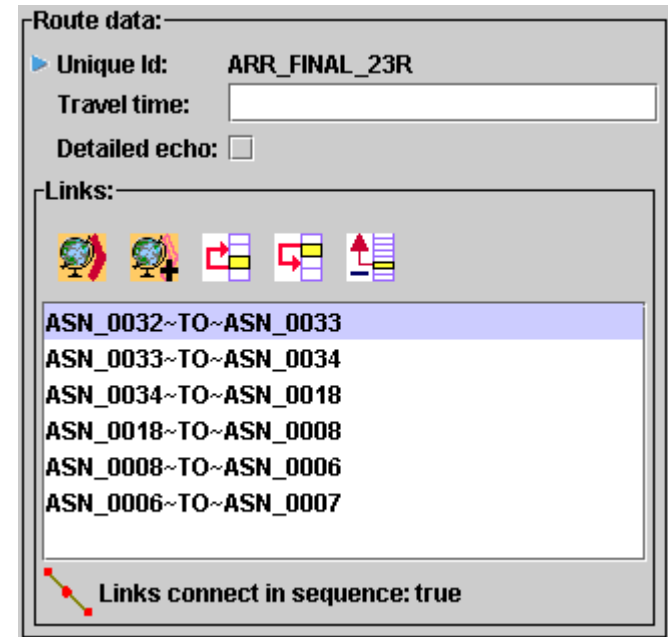 Route data:
Unique Id: ARR_FINAL_23R
Travel time:
Detailed echo:
Links:
ASN_0032~TO~ASN_0033
ASN_0033~TO~ASN_0034
ASN_0034~TO~ASN_0018
ASN_0018~TO~ASN_0008
ASN_0008~TO~ASN_0006
ASN_0006~TO~ASN_0007
Links connect in sequence: true